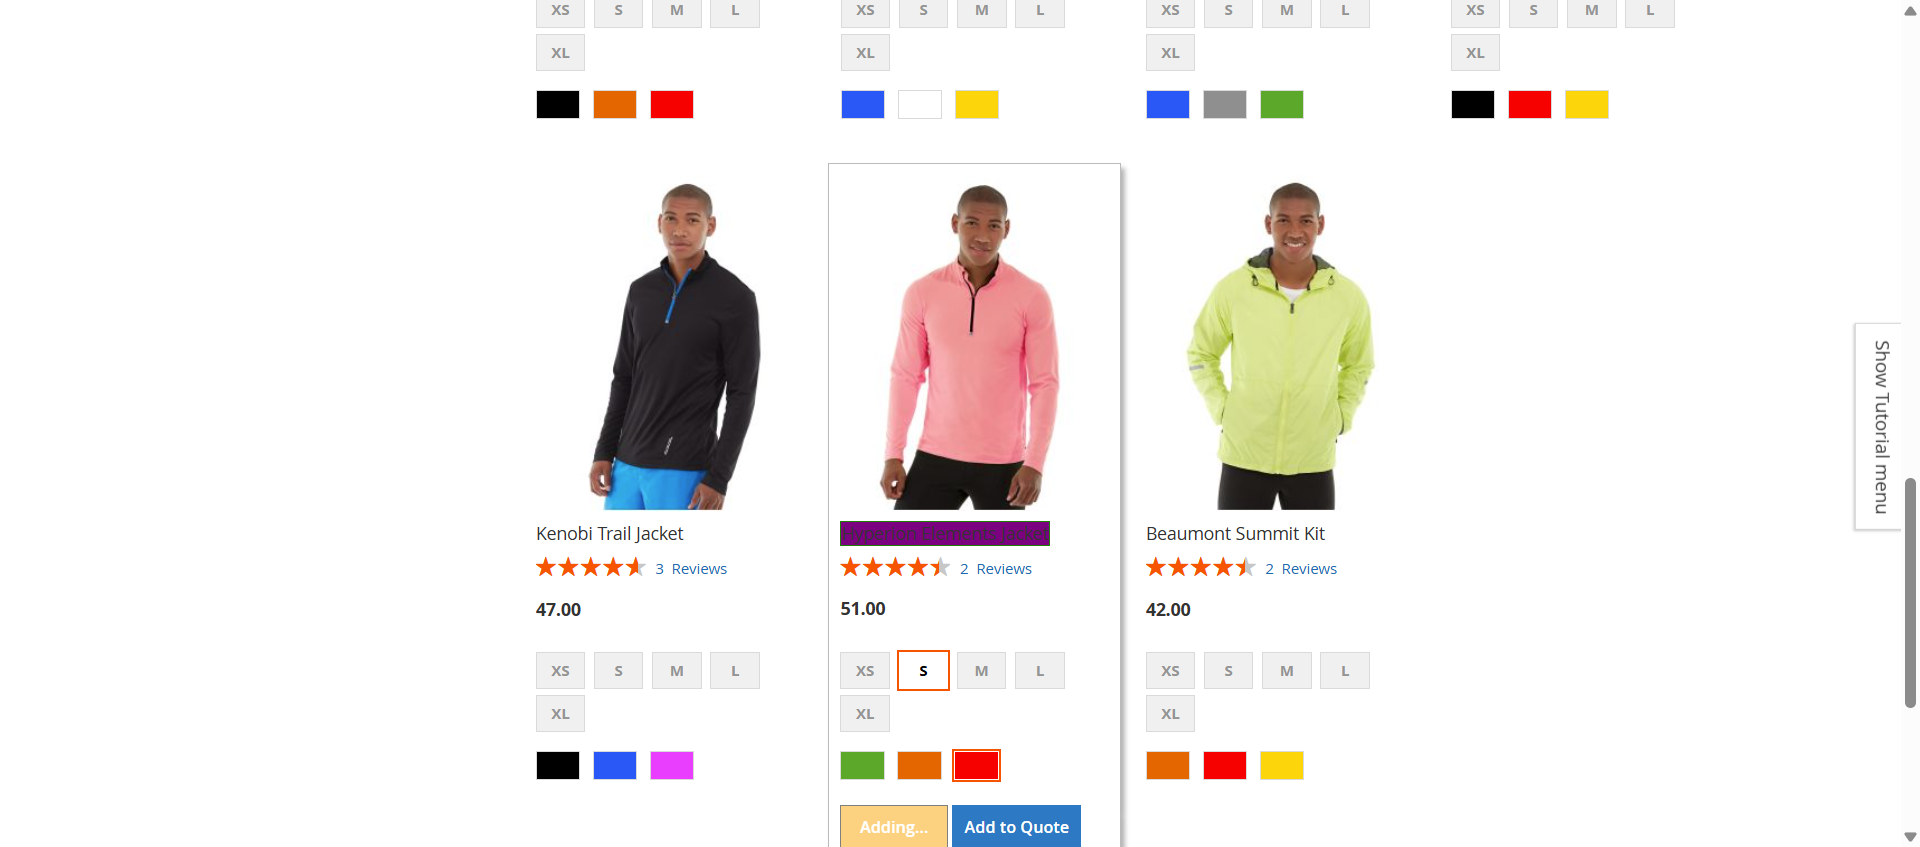 XS S M L XS S M L XS S M L XS S M L
XL XL XL XL
Kenobi Trail Jacket Hyperion Elements Jacket Beaumont Summit Kit
3 Reviews 2 Reviews 2 Reviews
47.00 51.00 42.00
XS S M L XS S M L XS S M L
XL XL XL
Adding... Add to Quote
Show Tutorial menu